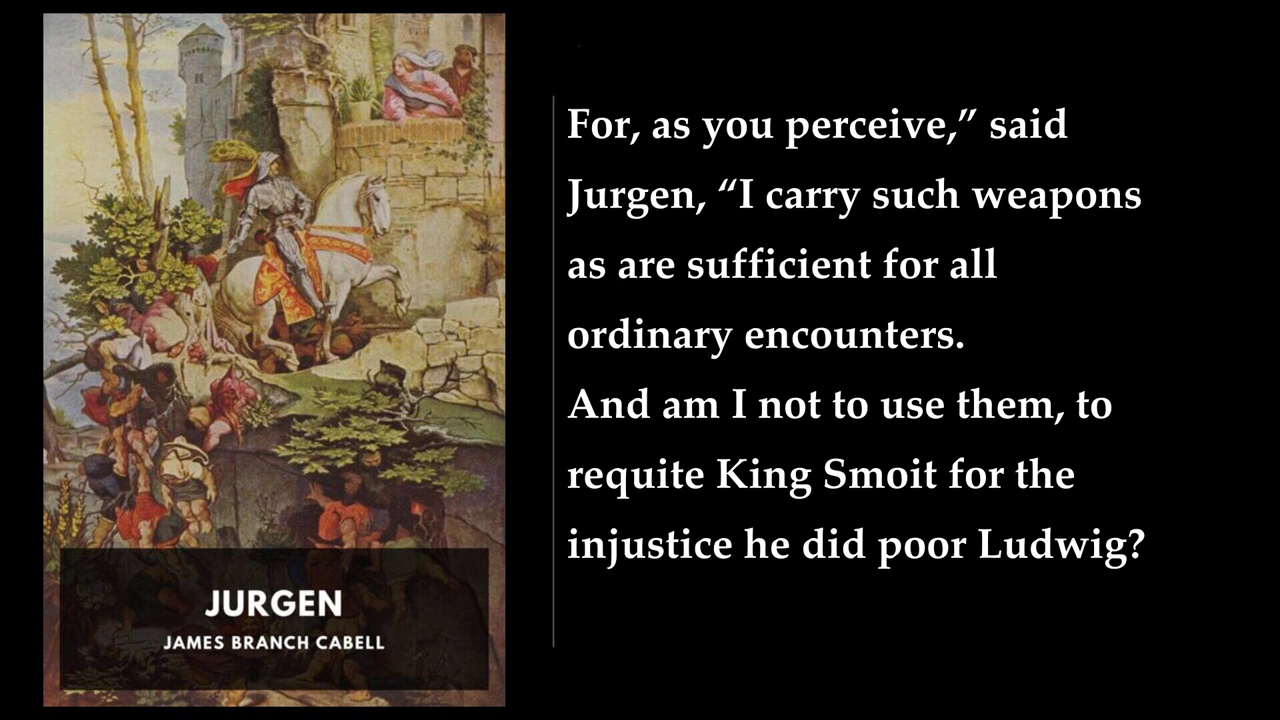 For, as you perceive,” said
Jurgen, “I carry such weapons
as are sufficient for all
ordinary encounters.
And am I not to use them, to
requite King Smoit for the
injustice he did poor Ludwig?
JURGEN
JAMES BRANCH CABELL